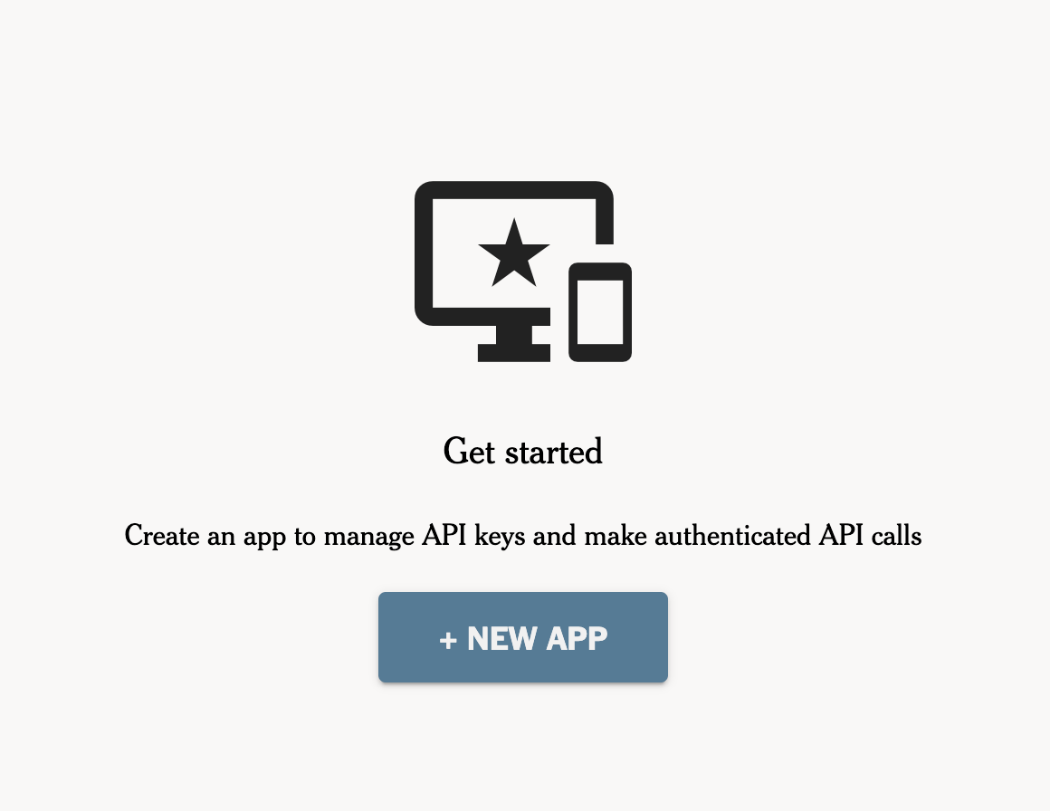 Get started
Create an app to manage API keys and make authenticated API calls
+ NEW APP